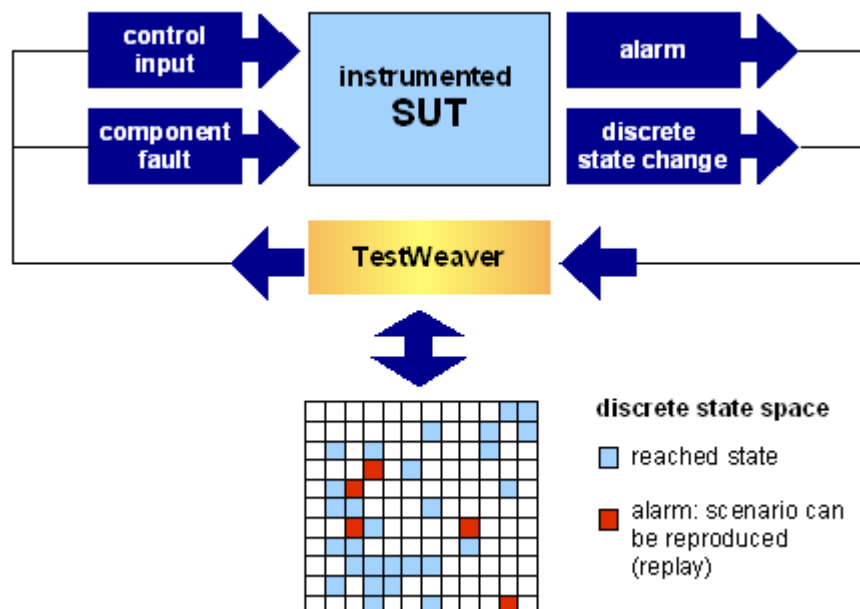 control
input
component
fault
instrumented
SUT
alarm
discrete
state change
TestWeaver
discrete state space
reached state
alarm: scenario can
be reproduced
(replay)